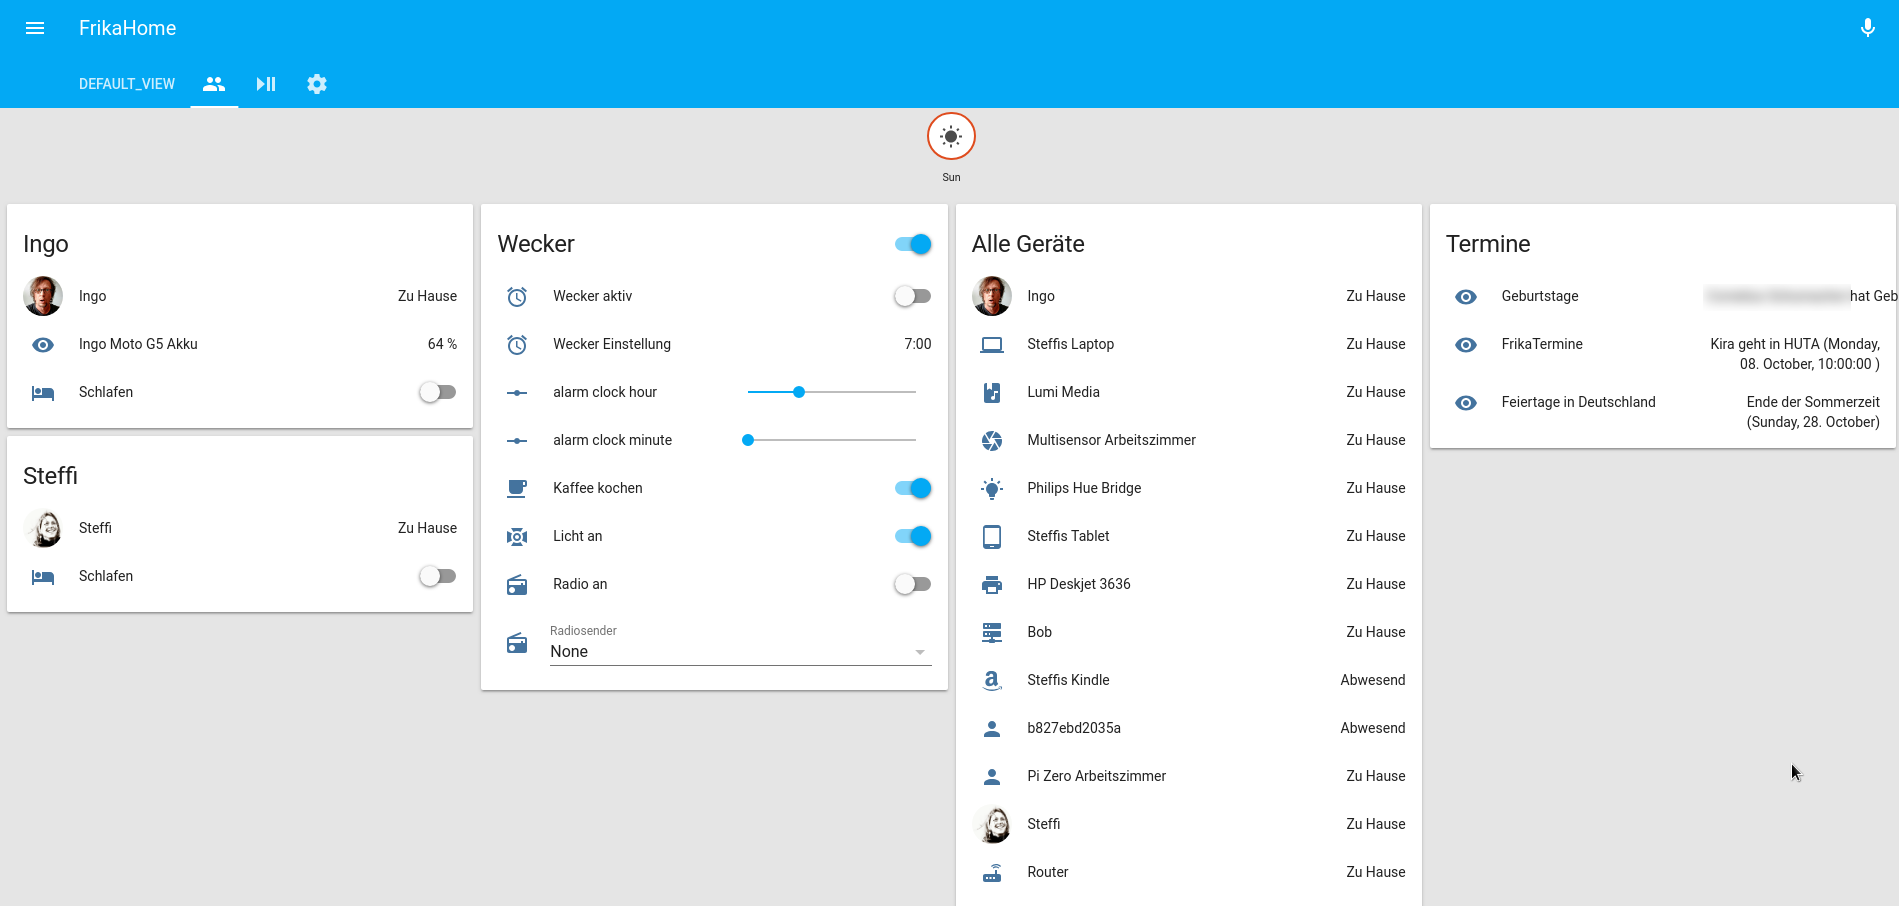 FrikaHome
DEFAULT_VIEW
Sun
Ingo
Ingo Zu Hause
Ingo Moto G5 Akku 64 %
Schlafen
Steffi
Steffi Zu Hause
Schlafen
Wecker
Wecker aktiv
Wecker Einstellung 7:00
alarm clock hour
alarm clock minute
Kaffee kochen
Licht an
Radio an
Radiosender
None
Alle Geräte
Ingo Zu Hause
Steffis Laptop Zu Hause
Lumi Media Zu Hause
Multisensor Arbeitszimmer Zu Hause
Philips Hue Bridge Zu Hause
Steffis Tablet Zu Hause
HP Deskjet 3636 Zu Hause
Bob Zu Hause
Steffis Kindle Abwesend
b827ebd2035a Abwesend
Pi Zero Arbeitszimmer Zu Hause
Steffi Zu Hause
Router Zu Hause
Termine
Geburtstage hat Geb
FrikaTermine Kira geht in HUTA (Monday,
08. October, 10:00:00 )
Feiertage in Deutschland Ende der Sommerzeit
(Sunday, 28. October)